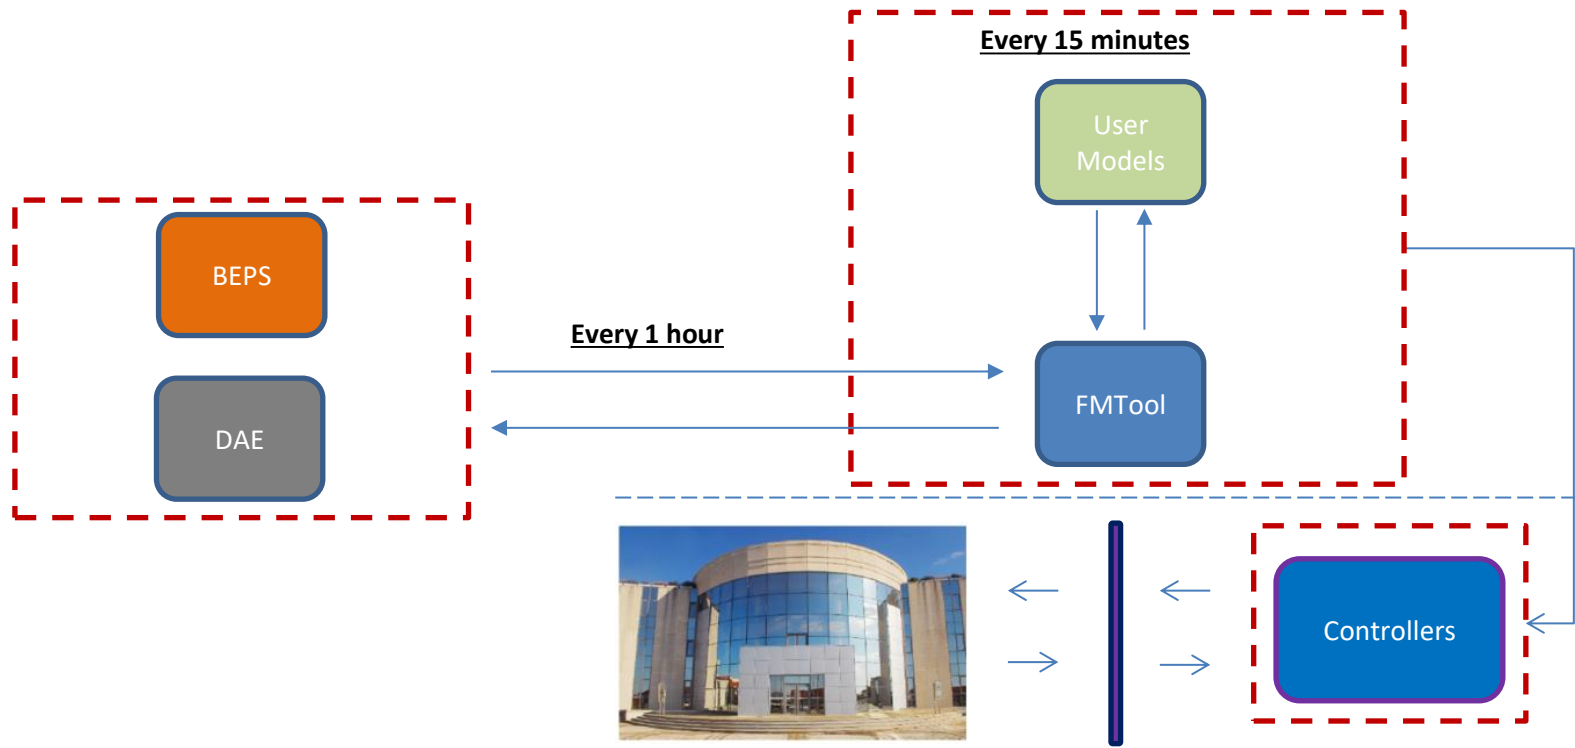 Every 15 minutes
User
Models
BEPS
Every 1 hour
FMTool
DAE
Controllers